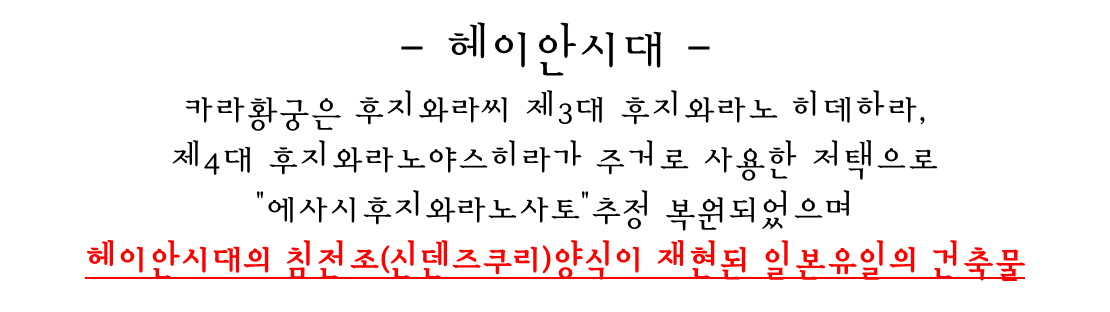 - 헤이안시대 -
카라황궁은 후지와라씨 제3대 후지와라노 히데하라,
제4대 후지와라노야스히라가 주거로 사용한 저택으로
"에사시후지와라노사토"추정 복원되었으며
헤이안시대의 침전조(신덴즈쿠리)양식이 재현된 일본유일의 건축물